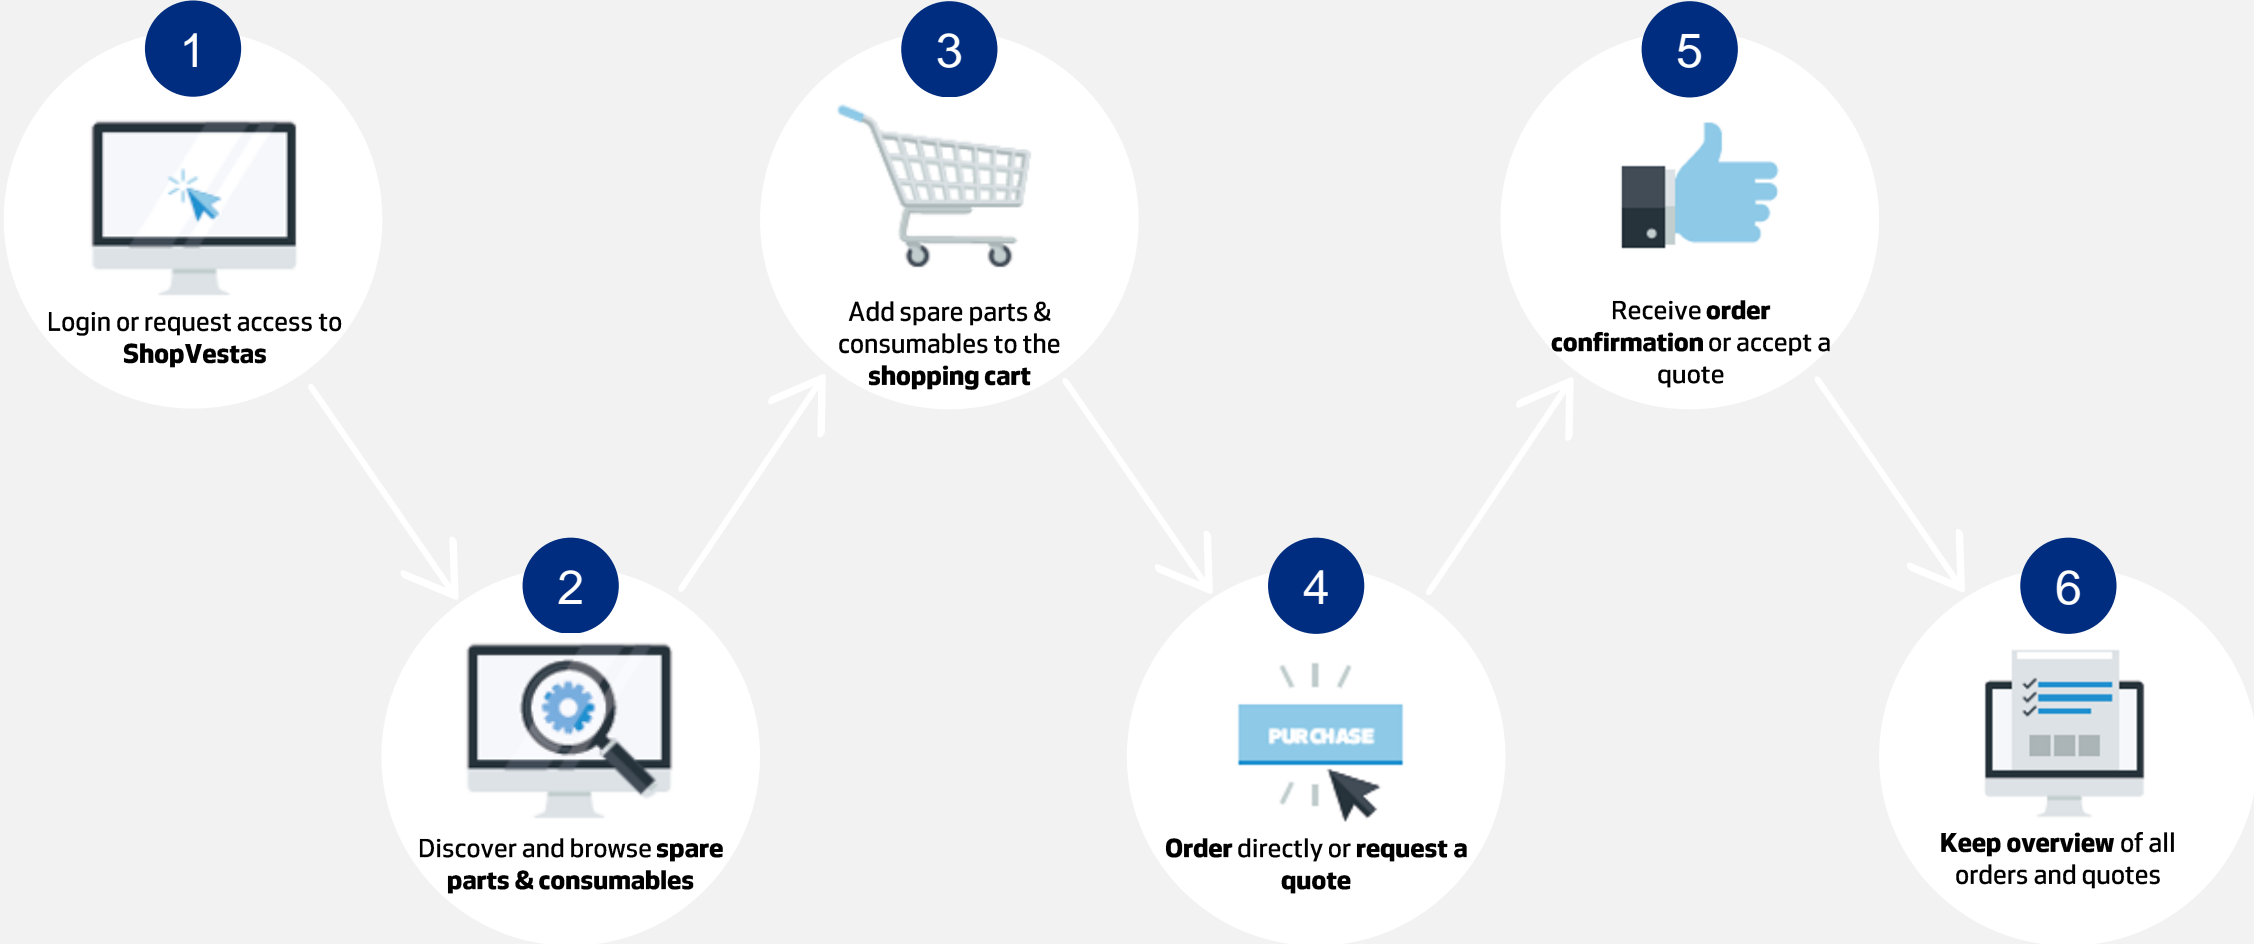 1
Login or request access to
ShopVestas
2
Discover and browse spare
parts & consumables
3
Add spare parts &
consumables to the
shopping cart
4
PURCHASE
Order directly or request a
quote
5
Receive order
confirmation or accept a
quote
6
Keep overview of all
orders and quotes